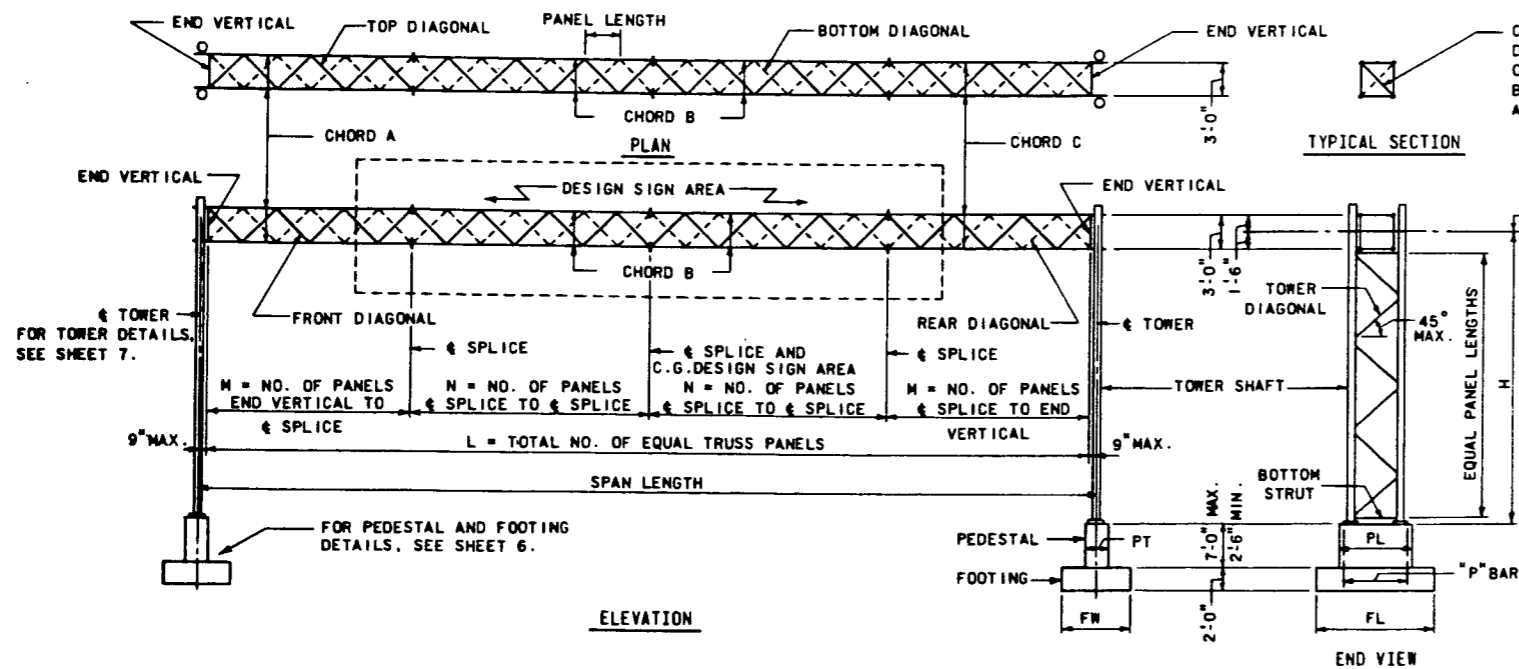 END VERTICAL
TOP DIAGONAL
PANEL LENGTH
BOTTOM DIAGONAL
END VERTICAL
3'-0"
CHORD A
CHORD B
PLAN
CHORD C
TYPICAL SECTION
END VERTICAL
DESIGN SIGN AREA
END VERTICAL
CHORD B
3'-0"
1'-6"
H
℄ TOWER
FOR TOWER DETAILS,
SEE SHEET 7.
FRONT DIAGONAL
REAR DIAGONAL
℄ TOWER
TOWER
DIAGONAL
45°
MAX.
EQUAL PANEL LENGTHS
℄ SPLICE
℄ SPLICE AND
C.G.DESIGN SIGN AREA
℄ SPLICE
M = NO. OF PANELS
END VERTICAL TO
℄ SPLICE
N = NO. OF PANELS
℄ SPLICE TO ℄ SPLICE
N = NO. OF PANELS
℄ SPLICE TO ℄ SPLICE
M = NO. OF PANELS
℄ SPLICE TO END
VERTICAL
TOWER SHAFT
9" MAX.
L = TOTAL NO. OF EQUAL TRUSS PANELS
9" MAX.
SPAN LENGTH
BOTTOM
STRUT
FOR PEDESTAL AND FOOTING
DETAILS, SEE SHEET 6.
PEDESTAL
PT
7'-0" MAX.
2'-6" MIN.
PL
FOOTING
"P" BAR
FW
2'-0"
FL
ELEVATION
END VIEW